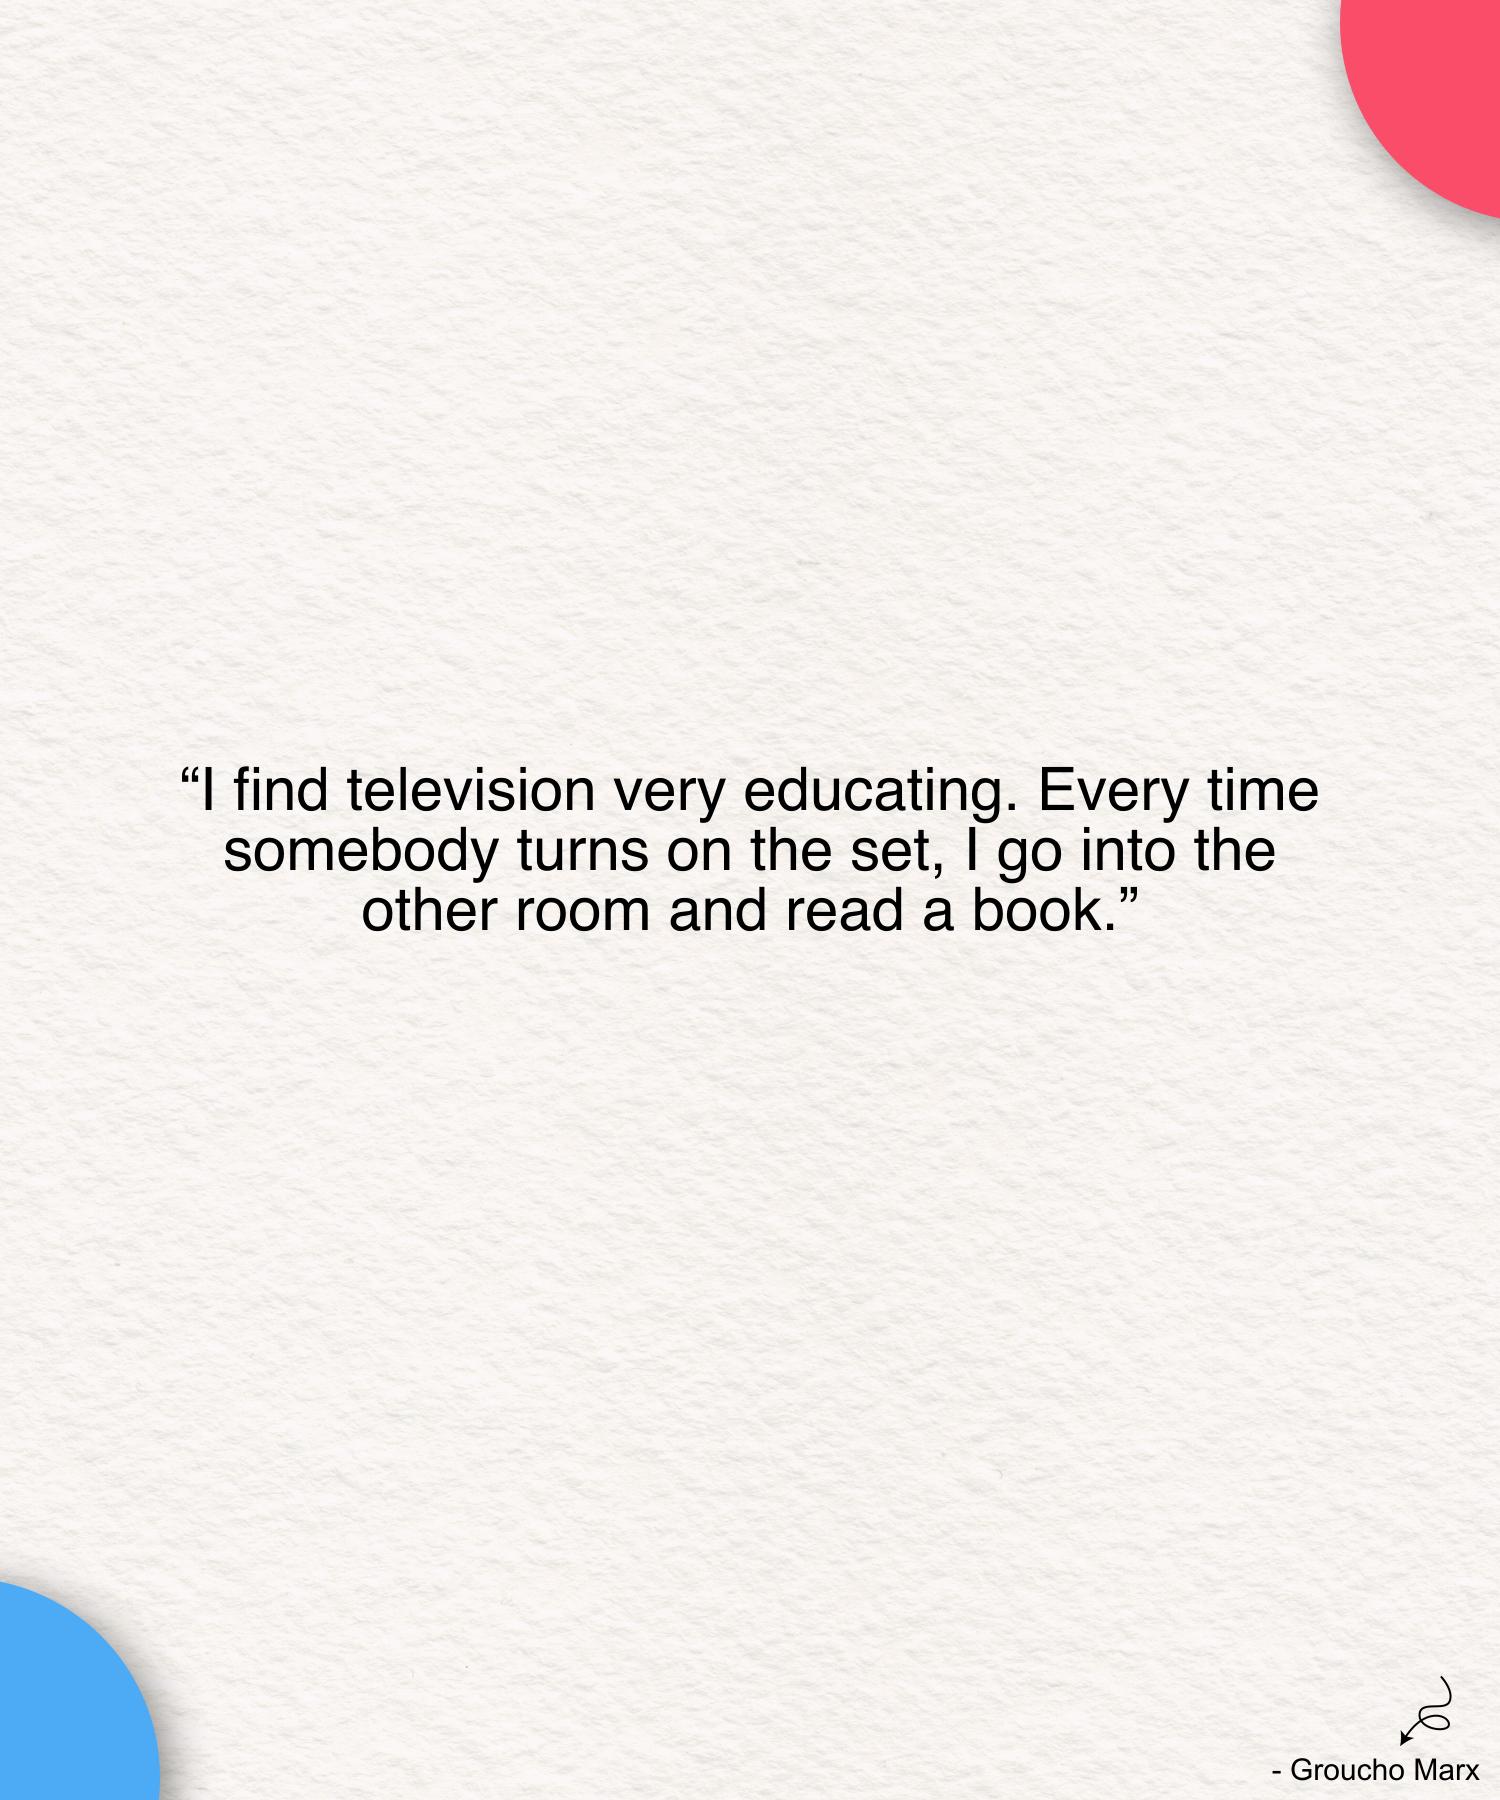 “I find television very educating. Every time
somebody turns on the set, I go into the
other room and read a book.”
- Groucho Marx